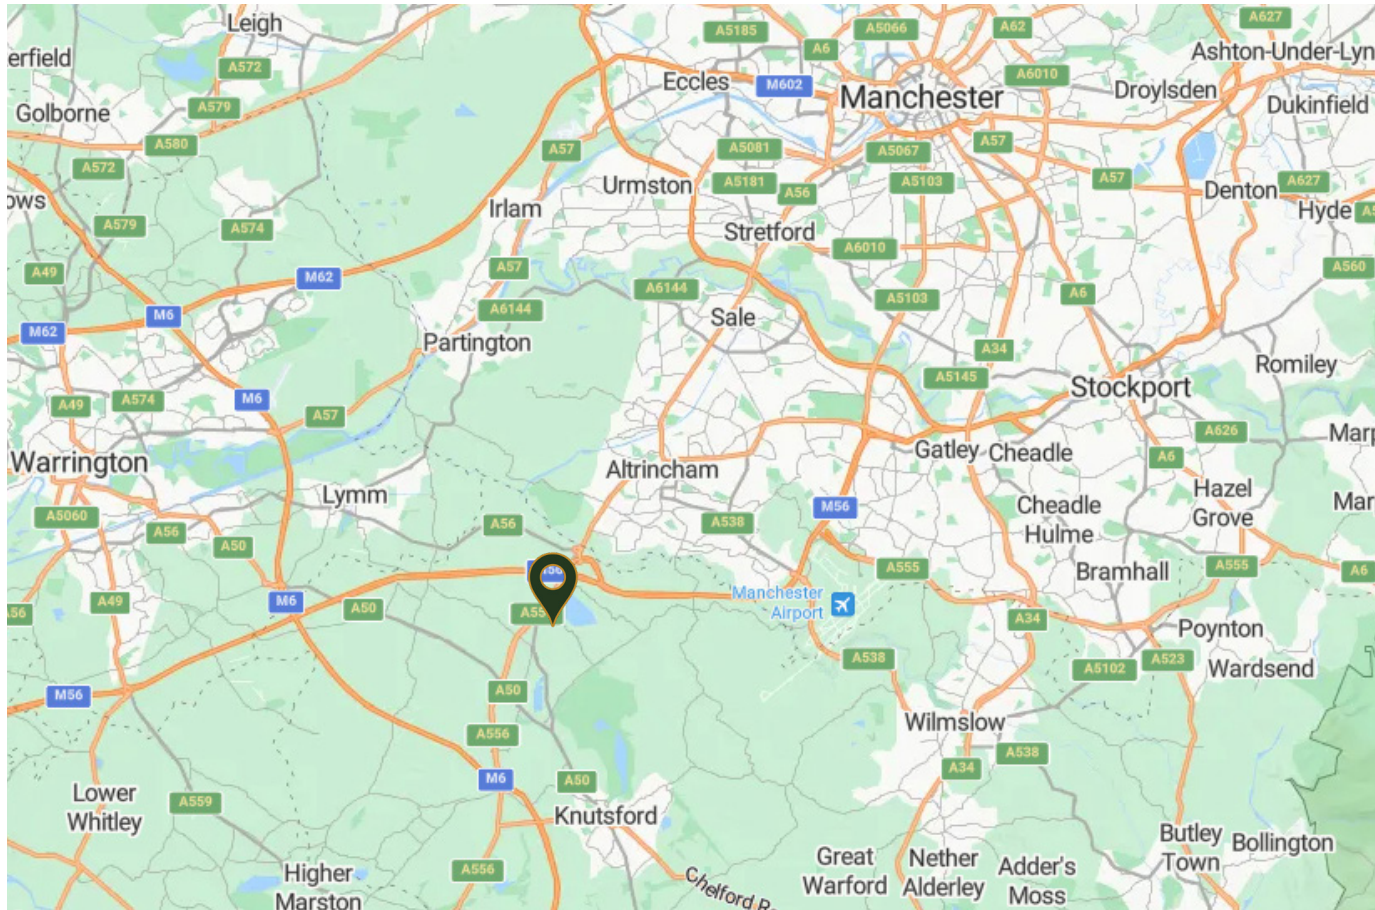 Leigh
A5185
A5066
A62
A627
A6
Ashton-Under-Lyn
erfield
A572
Eccles
M602
A6010
Manchester
Droylsden
Dukinfield
Golborne
A579
A580
A57
A5081
A5067
A57
A572
Urmston
A5181
A56
A5103
A57
Denton
A627
ows
Irlam
Hyde
A579
A574
Stretford
A6010
A49
M62
A57
A6144
A5103
A6
A560
M62
M6
A6144
Sale
Partington
A34
Romiley
A5145
Stockport
A49
A574
M6
A57
A626
Warrington
Altrincham
Gatley
Cheadle
A6
Lymm
M56
Cheadle
Hulme
Hazel
Grove
A5060
A56
A50
A56
A538
A555
A555
Bramhall
A6
Manchester
Airport
A56
A49
M6
A50
A34
Poynton
A538
A5102
A523
Wardsend
M56
A50
A556
Wilmslow
A538
A34
M6
A50
Lower
Whitley
A559
Knutsford
Butley
Town
Bollington
Higher
Marston
A556
Chelford R
Great
Warford
Nether
Alderley
Adder's
Moss